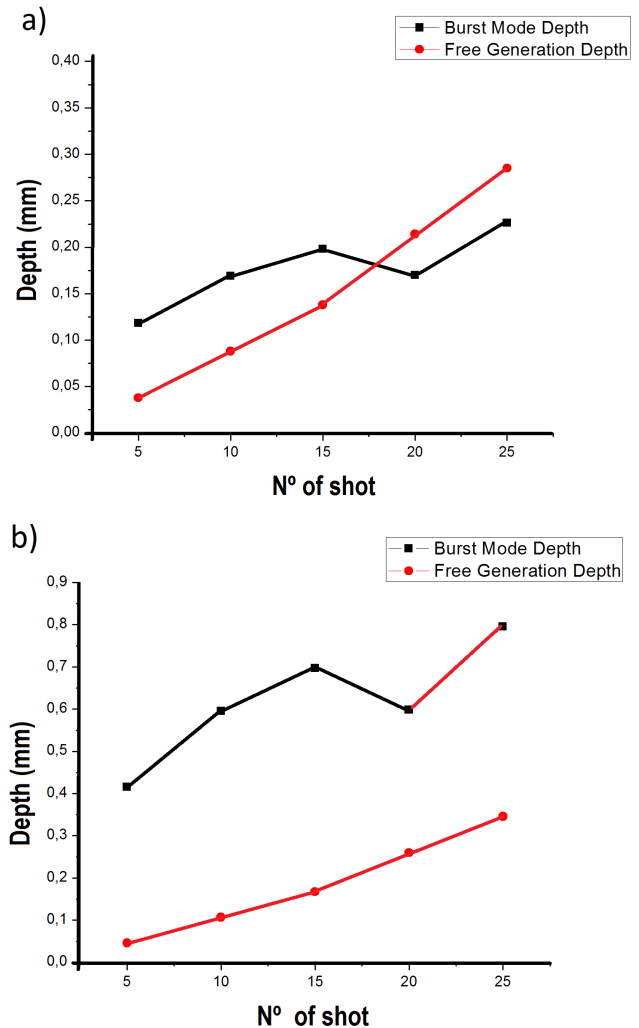 a)
Burst Mode Depth
Free Generation Depth
0,40
0,35
0,30
0,25
0,20
0,15
0,10
0,05
0,00
Depth (mm)
5 10 15 20 25
Nº of shot
b)
Burst Mode Depth
Free Generation Depth
0,9
0,8
0,7
0,6
0,5
0,4
0,3
0,2
0,1
0,0
Depth (mm)
5 10 15 20 25
Nº of shot